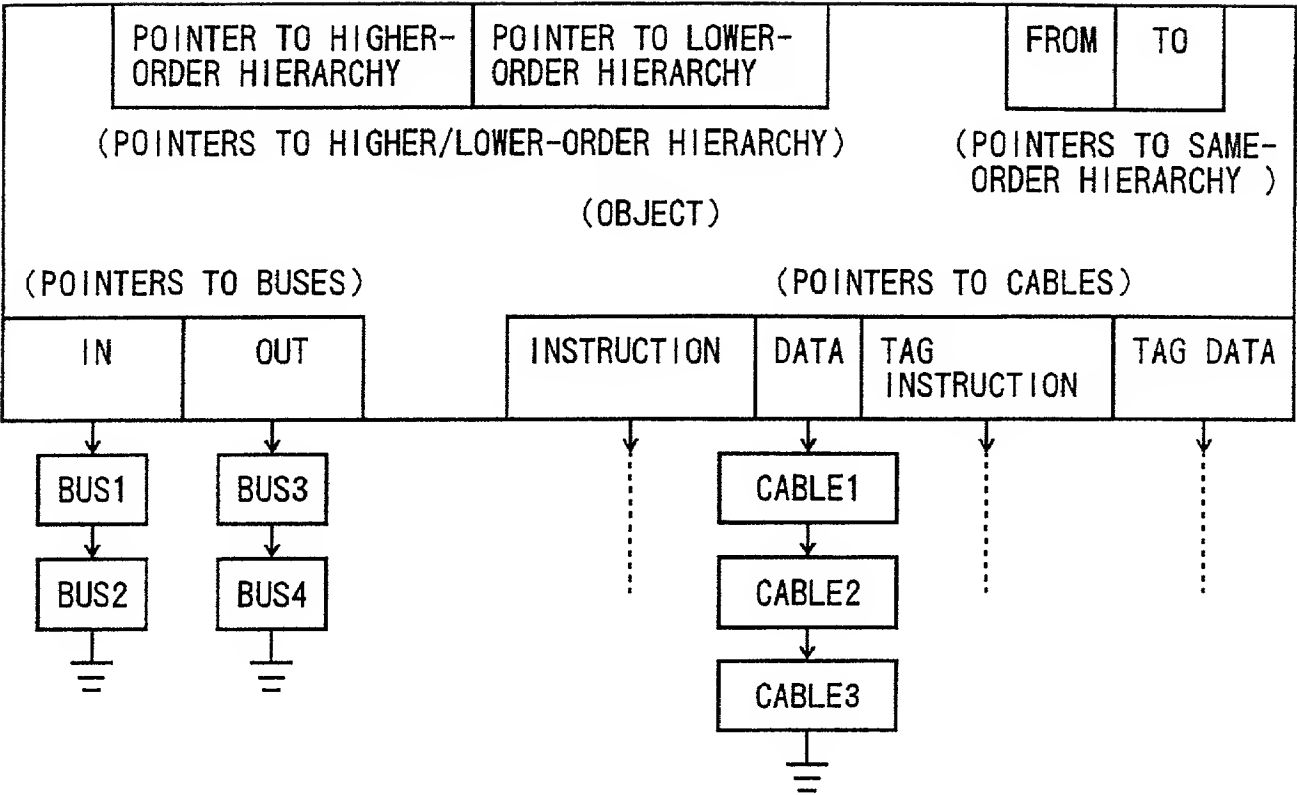 POINTER TO HIGHER-
ORDER HIERARCHY
POINTER TO LOWER-
ORDER HIERARCHY
FROM
TO
(POINTERS TO HIGHER/LOWER-ORDER HIERARCHY)
(POINTERS TO SAME-
ORDER HIERARCHY )
(OBJECT)
(POINTERS TO BUSES)
(POINTERS TO CABLES)
IN
OUT
INSTRUCTION
DATA
TAG
INSTRUCTION
TAG DATA
BUS1
BUS3
CABLE1
BUS2
BUS4
CABLE2
CABLE3